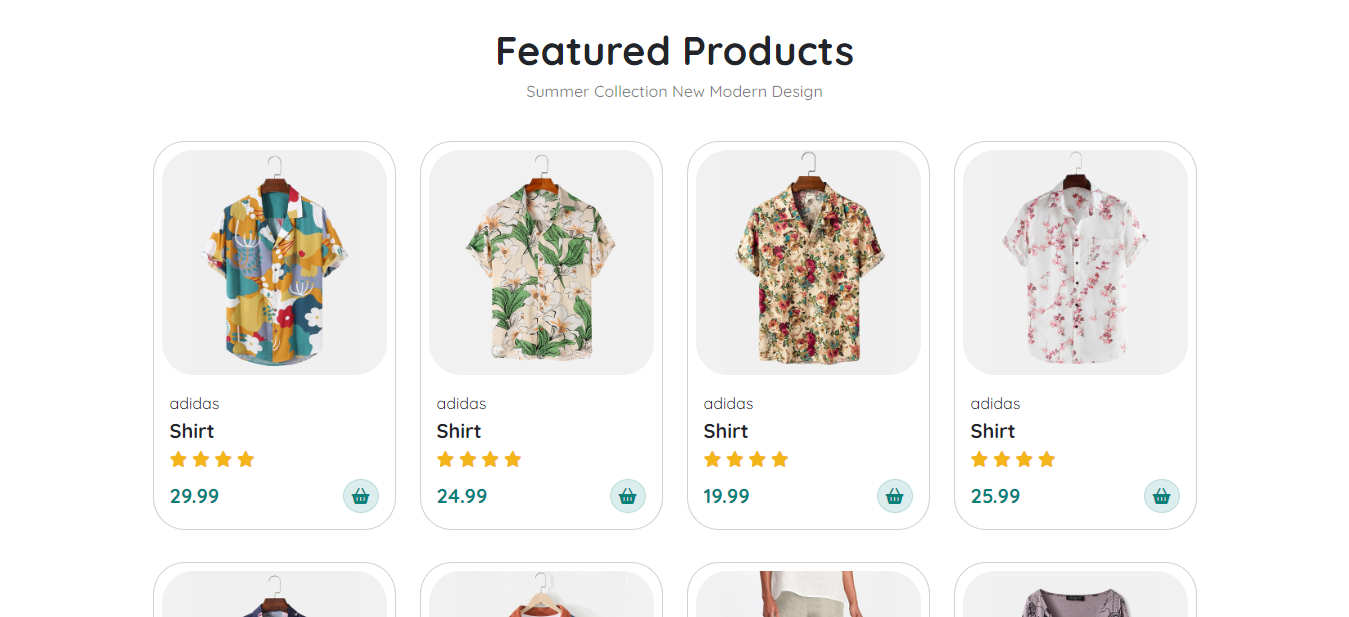 Featured Products
Summer Collection New Modern Design
adidas
Shirt
29.99
adidas
Shirt
24.99
adidas
Shirt
19.99
adidas
Shirt
25.99